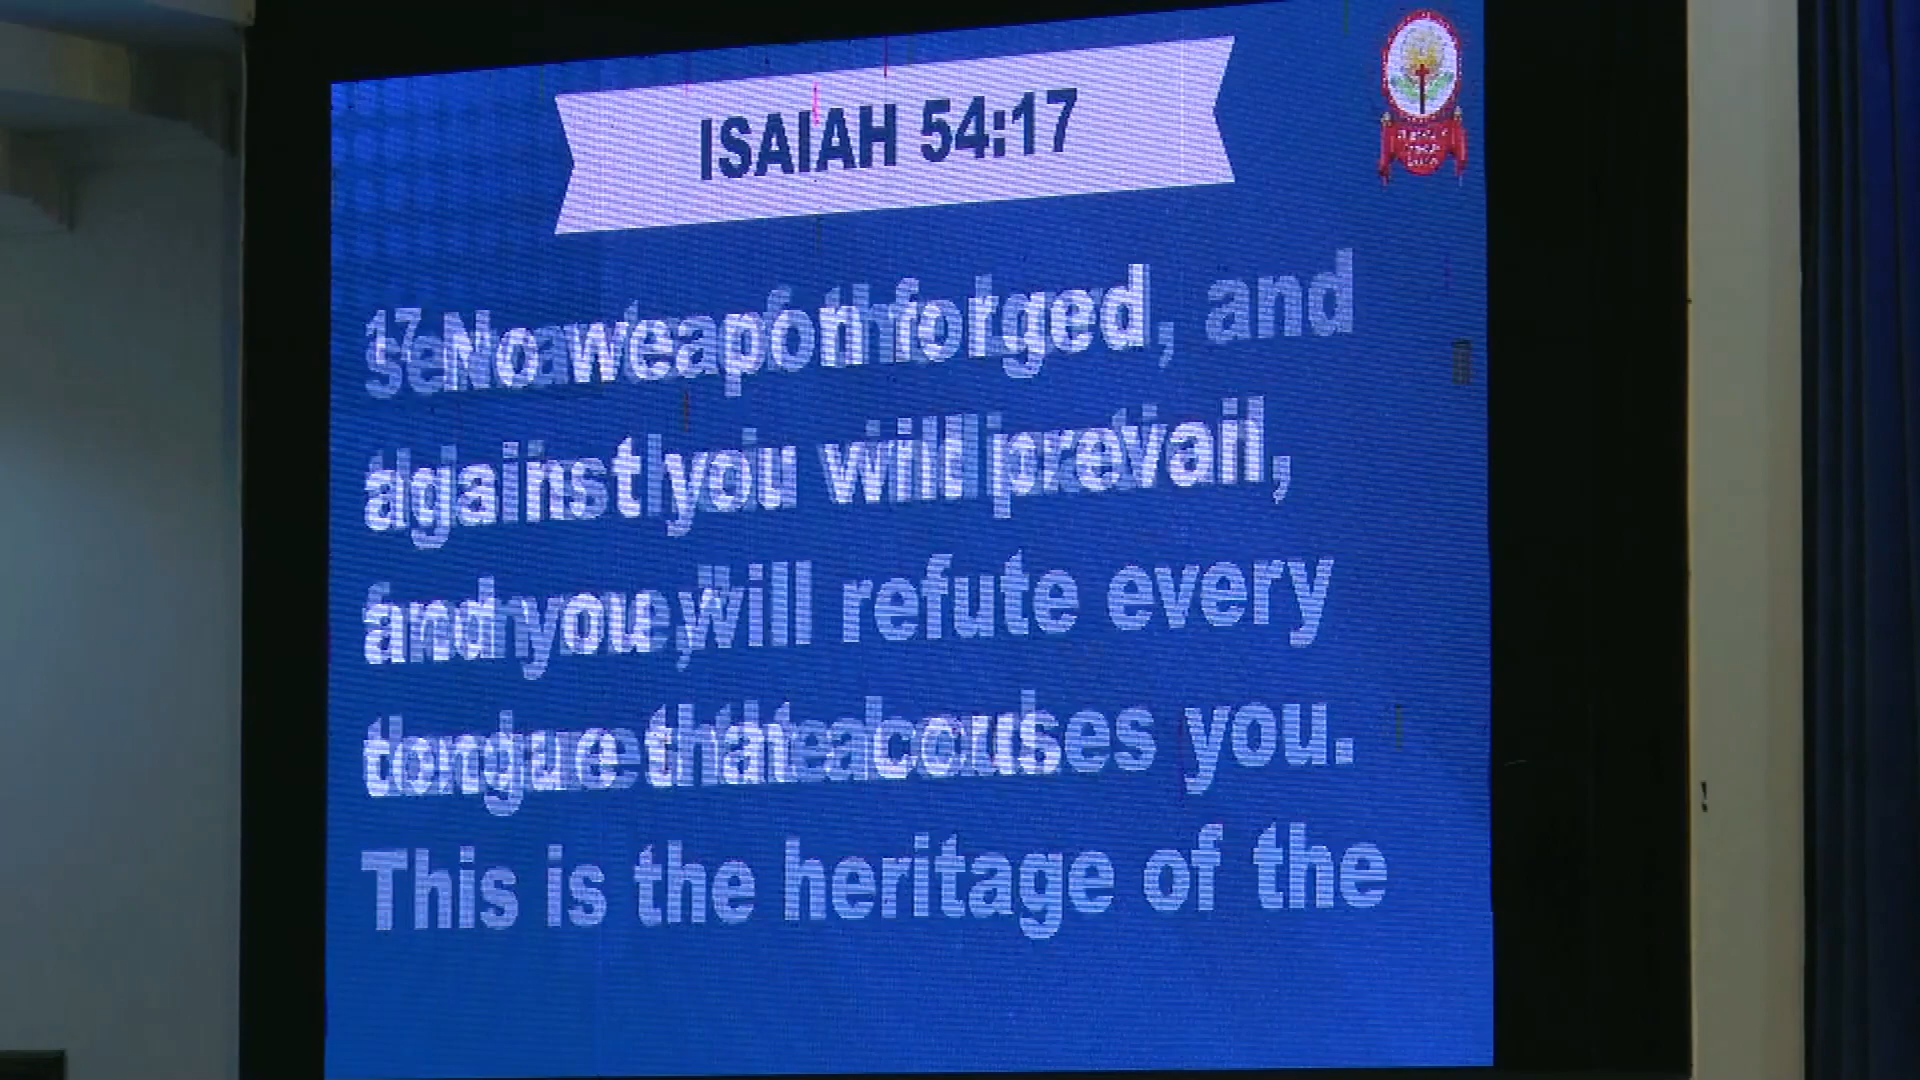 ISAIAH 54:17
17 No weapon forged, and
against you will prevail,
and you will refute every
tongue that accuses you.
This is the heritage of the